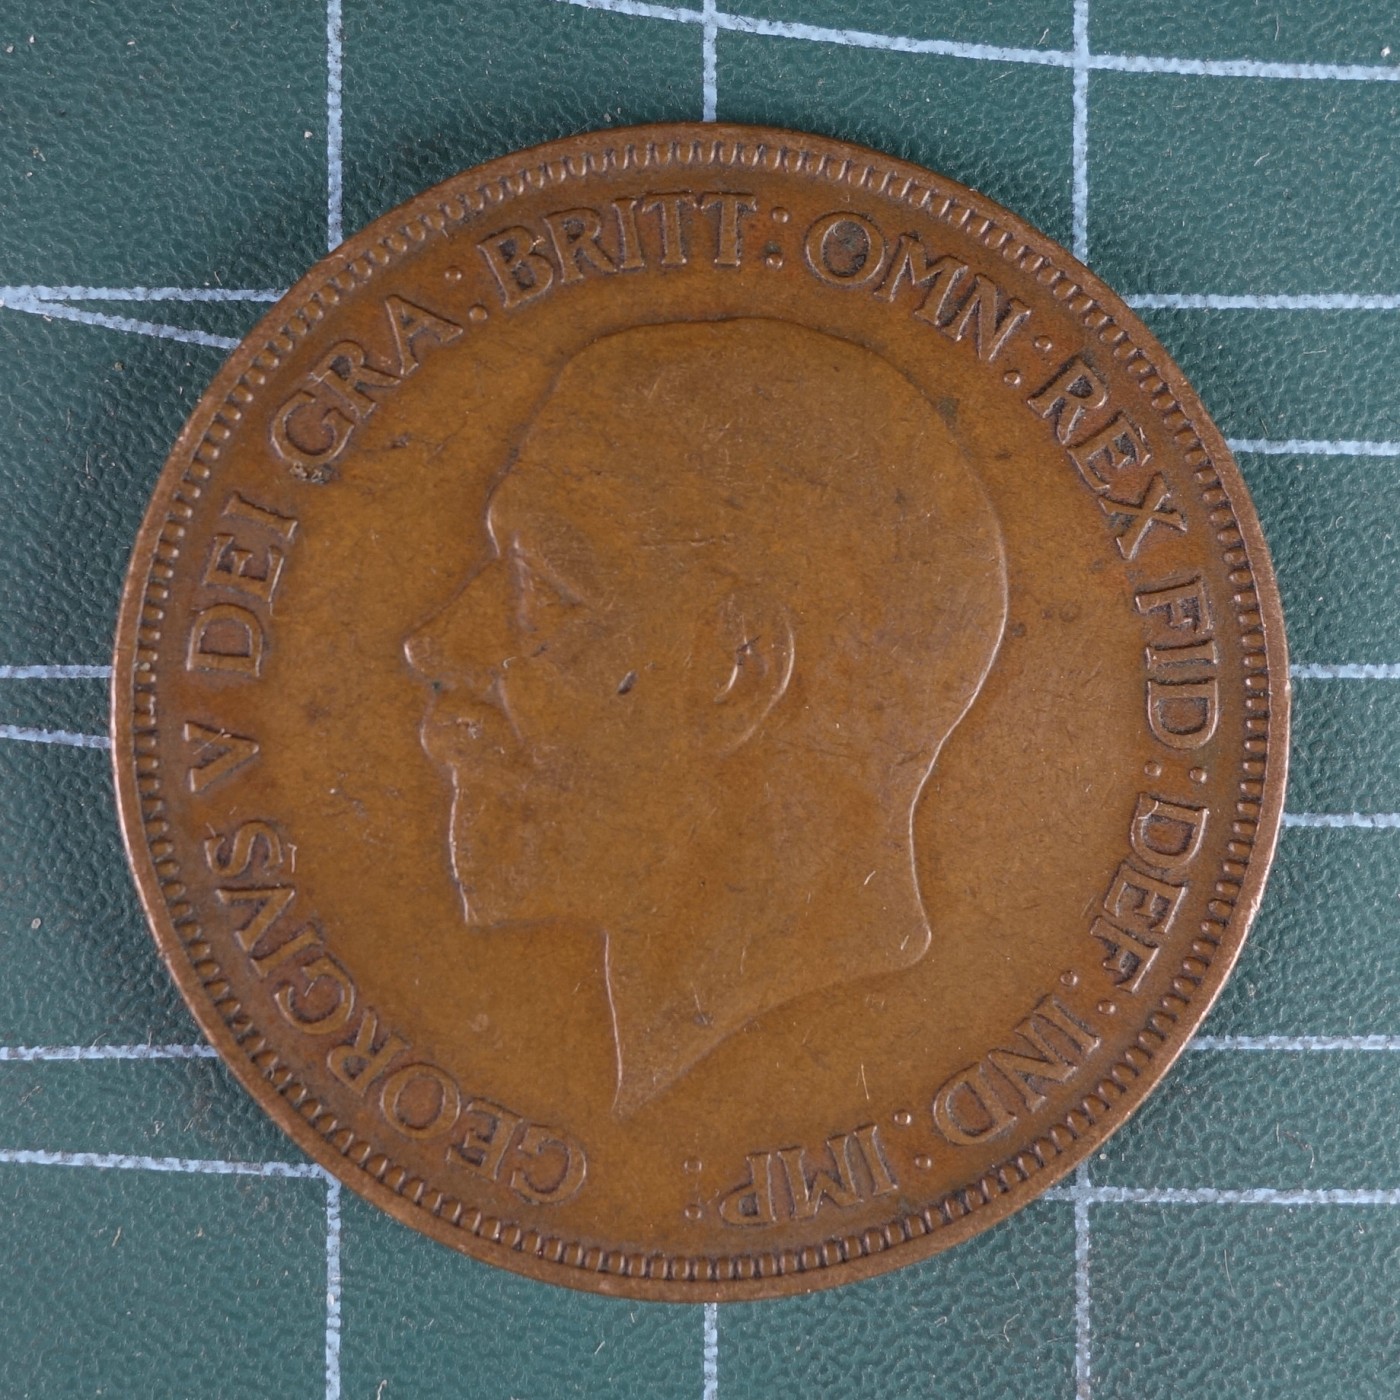 GEORGIVS V DEI GRA: BRITT: OMN: REX FID: DEF: IND: IMP: